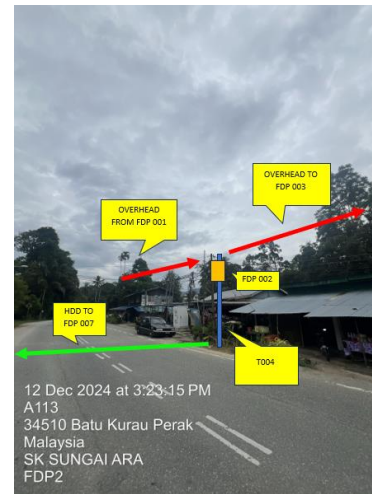 OVERHEAD TO
FDP 003
OVERHEAD
FROM FDP 001
FDP 002
HDD TO
FDP 007
T004
12 Dec 2024 at 3:23:15 PM
A113
34510 Batu Kurau Perak
Malaysia
SK SUNGAI ARA
FDP2